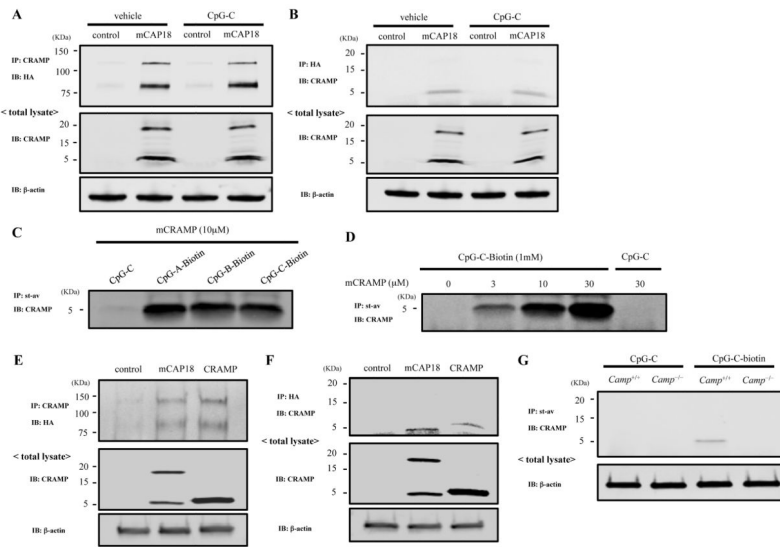 A
vehicle CpG-C
(KDa) control mCAP18 control mCAP18
150
IP: CRAMP
100
IB: HA
75
< total lysate>
20
15
IB: CRAMP
5
IB: β-actin
B
vehicle CpG-C
(KDa) control mCAP18 control mCAP18
20
IP: HA
15
IB: CRAMP
5
< total lysate>
20
15
IB: CRAMP
5
IB: β-actin
C
mCRAMP (10μM)
CpG-C CpG-A-Biotin CpG-B-Biotin CpG-C-Biotin
(KDa)
IP: st-av
5
IB: CRAMP
D
CpG-C-Biotin (1mM) CpG-C
mCRAMP (μM) 0 3 10 30 30
(KDa)
IP: st-av 5
IB: CRAMP
E
control mCAP18 CRAMP
(KDa)
150
IP: CRAMP
100
IB: HA
75
<total lysate>
20
15
IB: CRAMP
5
IB: β-actin
F
control mCAP18 CRAMP
(KDa)
20
IP: HA
15
IB: CRAMP
5
<total lysate>
20
15
IB: CRAMP
5
IB: β-actin
G
CpG-C CpG-C-biotin
Camp+/+ Camp−/− Camp+/+ Camp−/−
(KDa)
20
IP: st-av
15
IB: CRAMP
5
< total lysate>
IB: β-actin